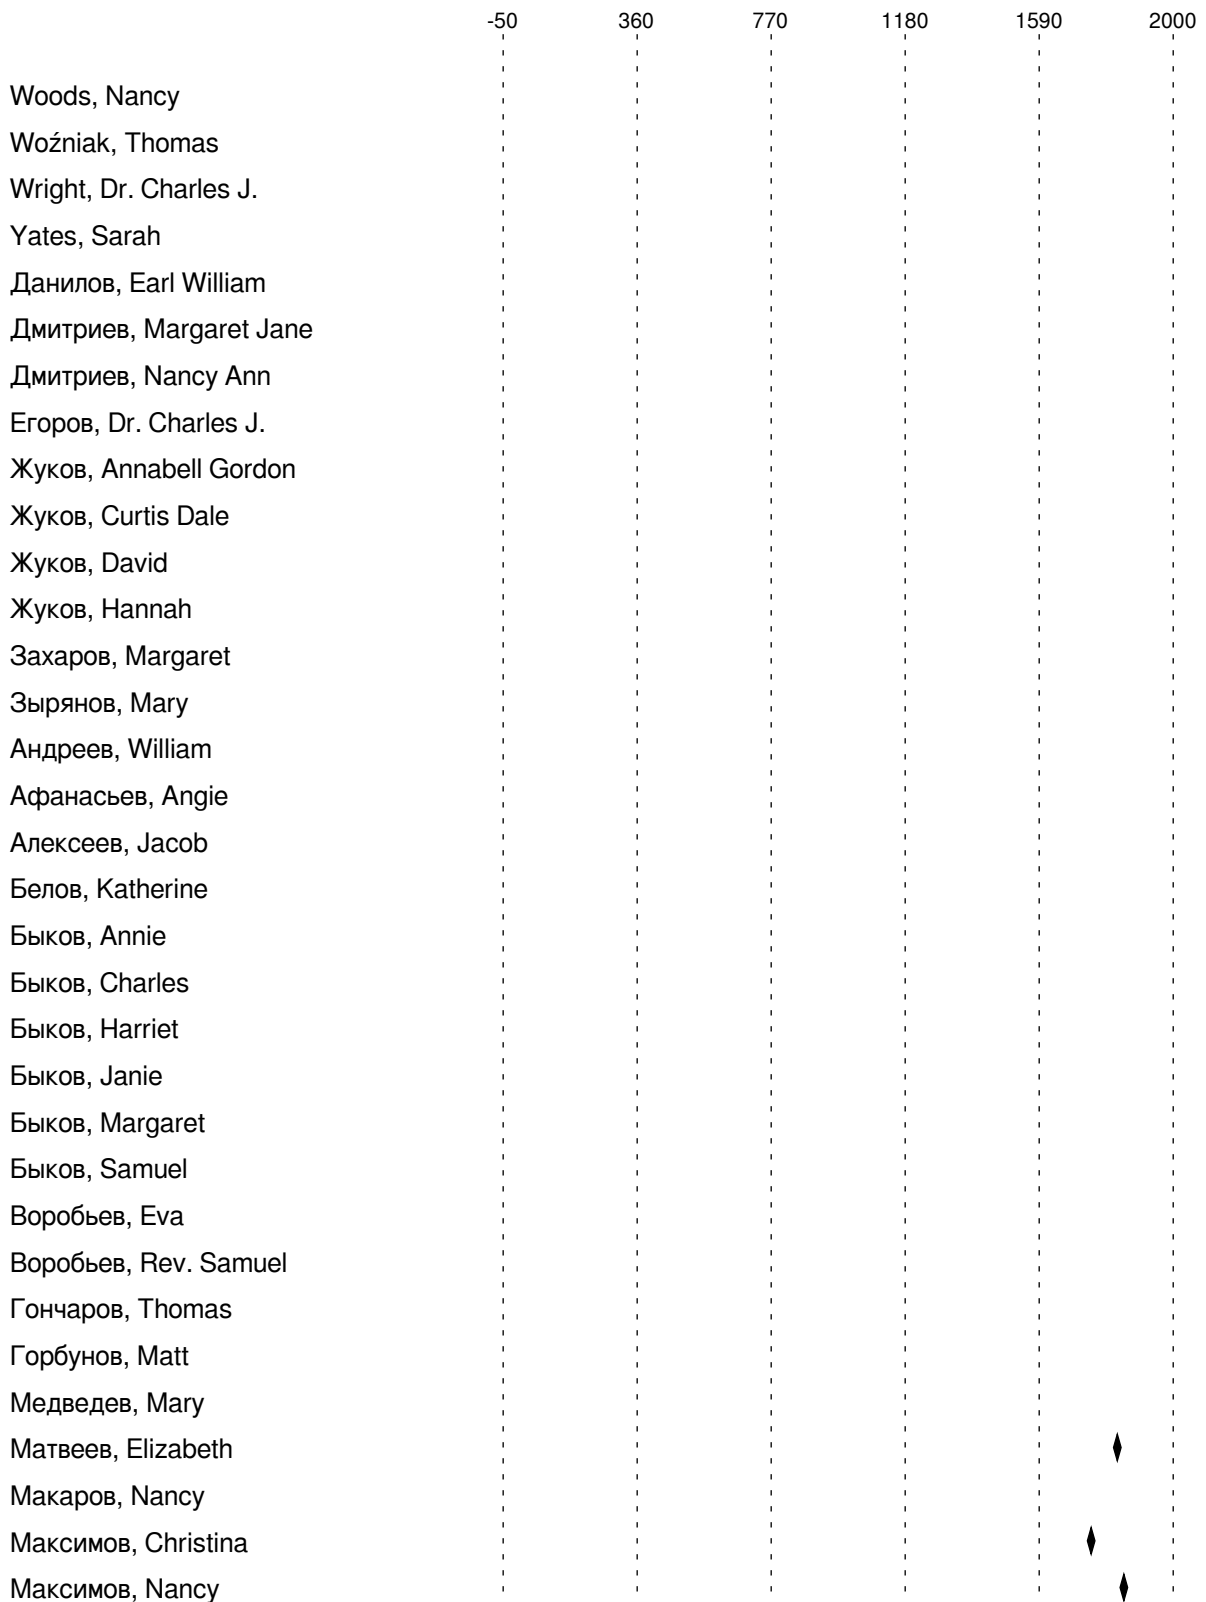 -50 360 770 1180 1590 2000
Woods, Nancy
Woźniak, Thomas
Wright, Dr. Charles J.
Yates, Sarah
Данилов, Earl William
Дмитриев, Margaret Jane
Дмитриев, Nancy Ann
Егоров, Dr. Charles J.
Жуков, Annabell Gordon
Жуков, Curtis Dale
Жуков, David
Жуков, Hannah
Захаров, Margaret
Зырянов, Mary
Андреев, William
Афанасьев, Angie
Алексеев, Jacob
Белов, Katherine
Быков, Annie
Быков, Charles
Быков, Harriet
Быков, Janie
Быков, Margaret
Быков, Samuel
Воробьев, Eva
Воробьев, Rev. Samuel
Гончаров, Thomas
Горбунов, Matt
Медведев, Mary
Матвеев, Elizabeth
Макаров, Nancy
Максимов, Christina
Максимов, Nancy